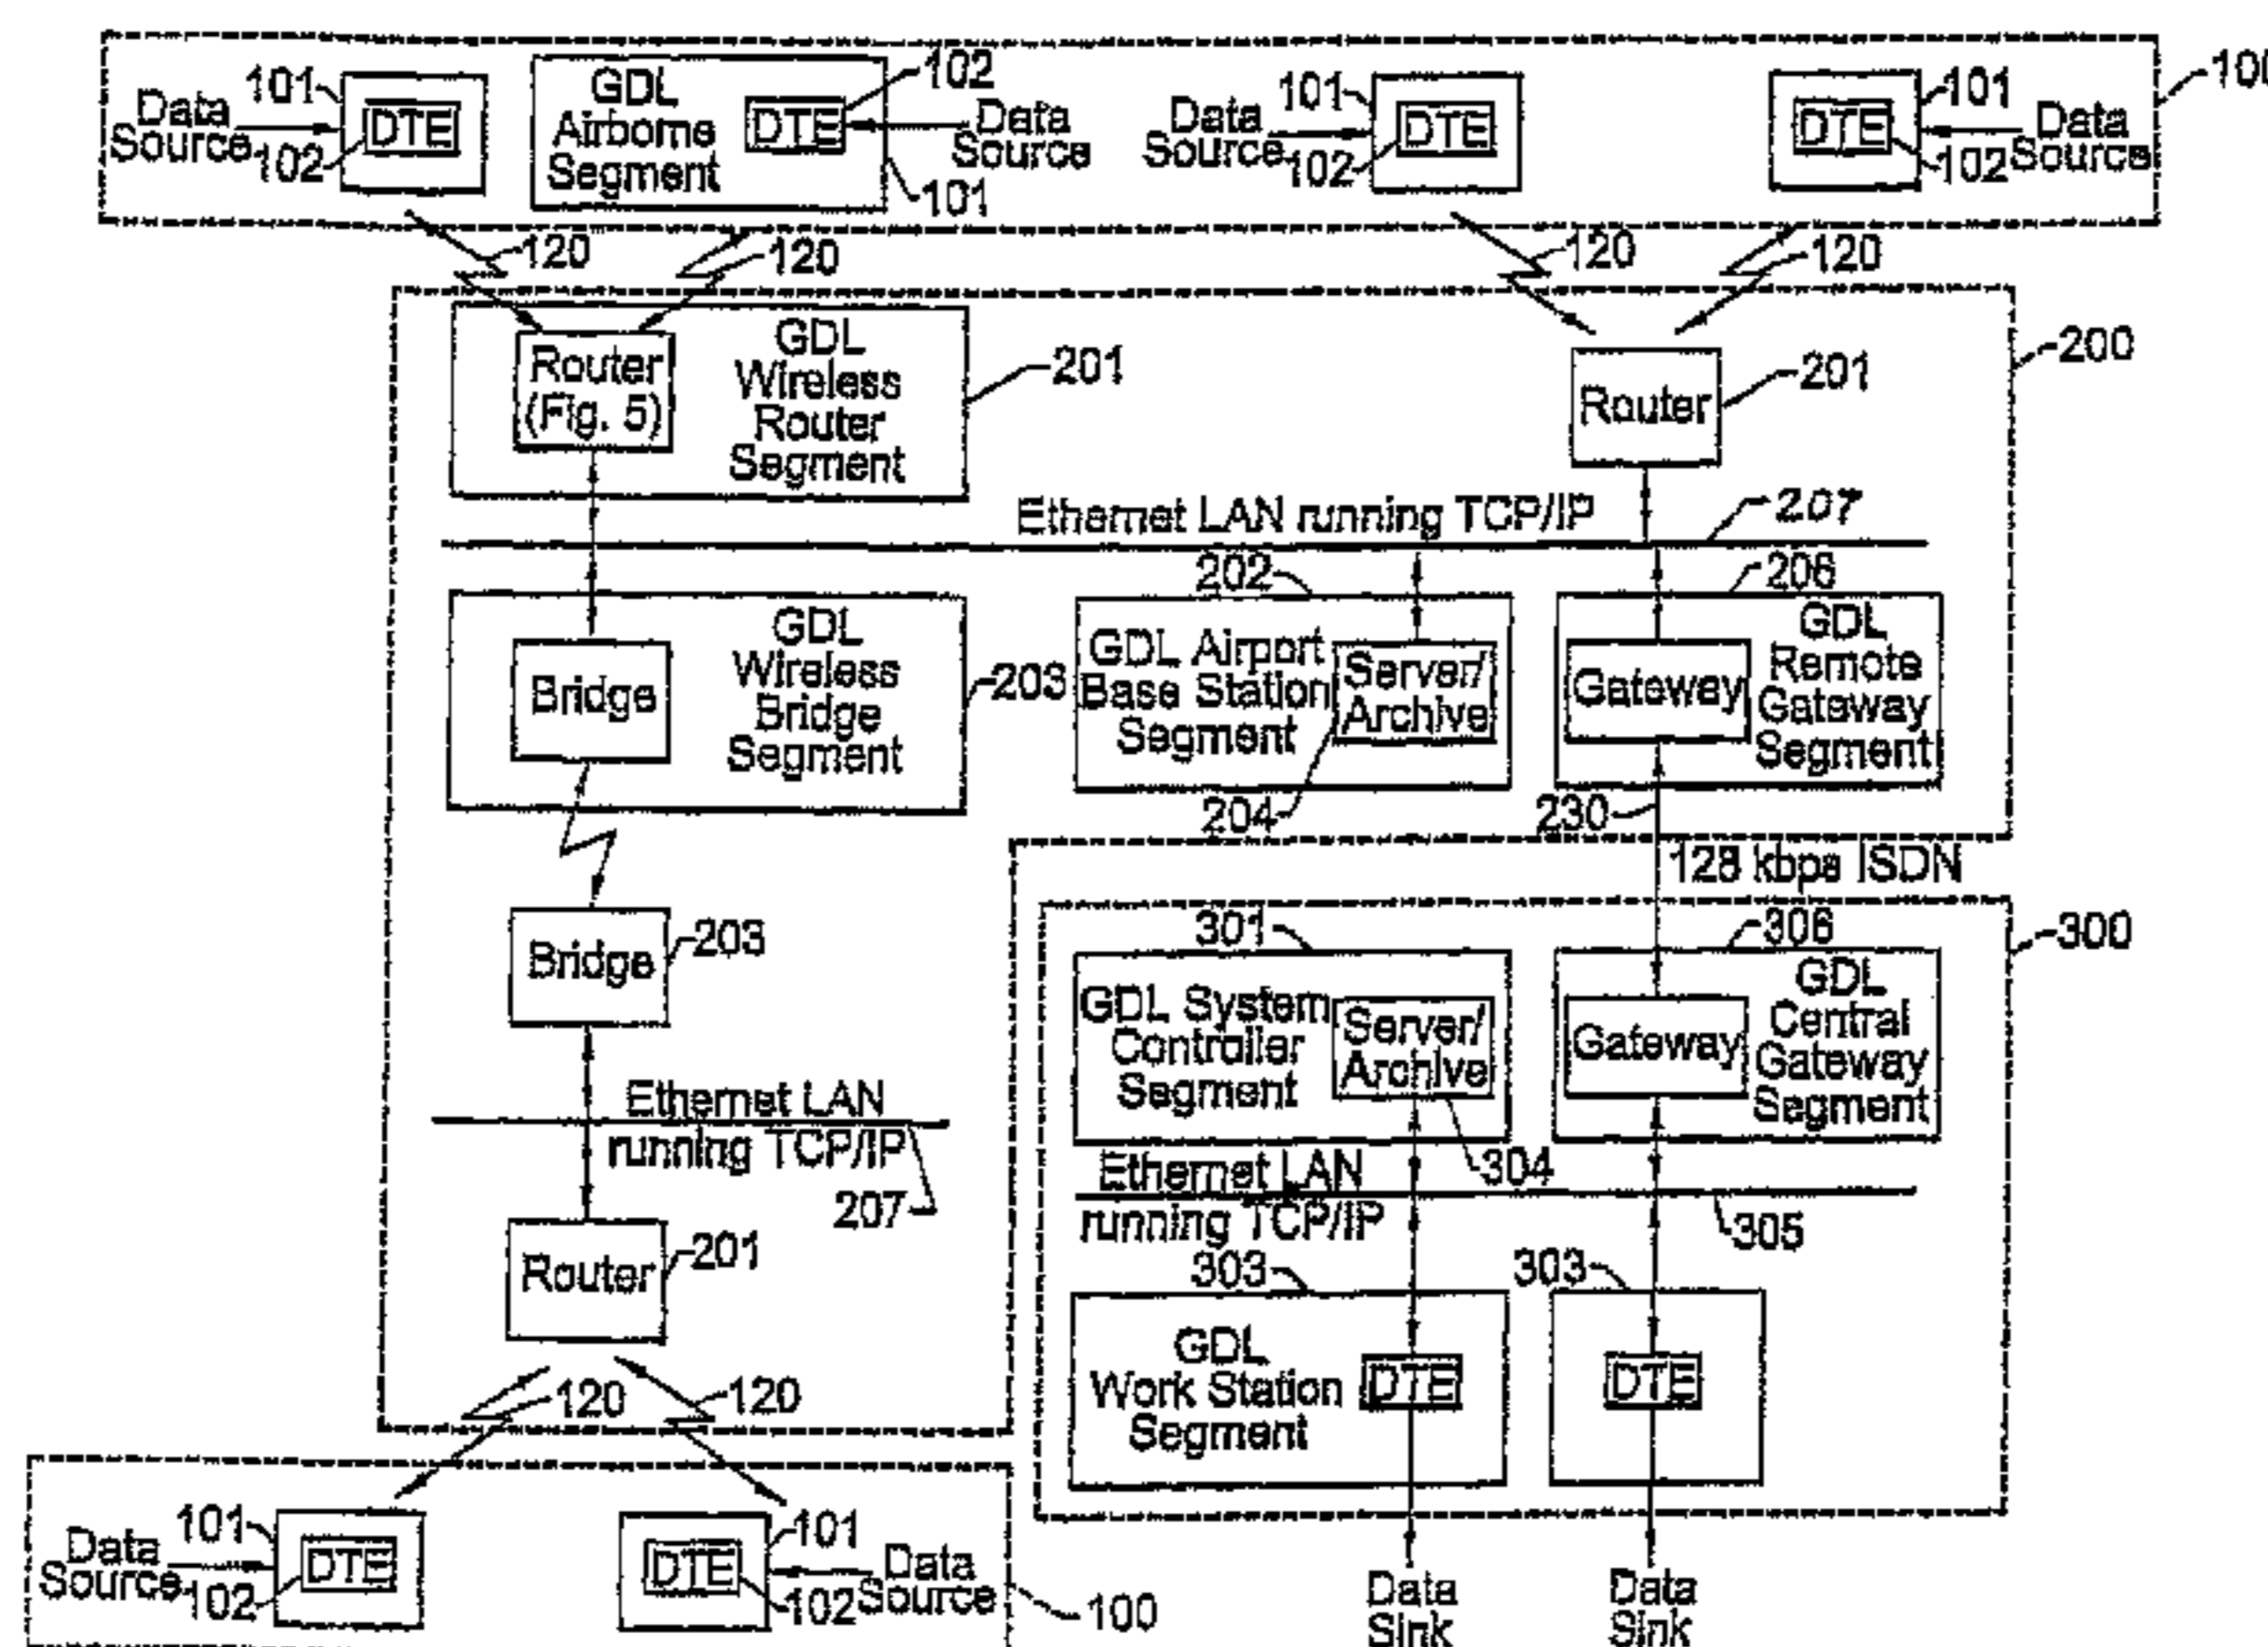 Data
Source
101
102
DTE
GDL
Airborne
Segment
DTE
102
Data
Source
101
Data
Source
101
102
DTE
DTE
101
102
Data
Source
120
120
120
120
Router
(Fig. 5)
GDL
Wireless
Router
Segment
201
Router
201
200
Ethernet LAN running TCP/IP
207
Bridge
GDL
Wireless
Bridge
Segment
203
202
GDL Airport
Base Station
Segment
Server/
Archive
204
206
Gateway
GDL
Remote
Gateway
Segment
230
128 kbps ISDN
Bridge
203
Ethernet LAN
running TCP/IP
207
Router
201
120
120
301
GDL System
Controller
Segment
Server/
Archive
304
306
Gateway
GDL
Central
Gateway
Segment
300
Ethernet LAN
running TCP/IP
305
303
GDL
Work Station
Segment
DTE
303
DTE
Data
Sink
Data
Sink
Data
Source
101
102
DTE
DTE
101
102
Data
Source
100